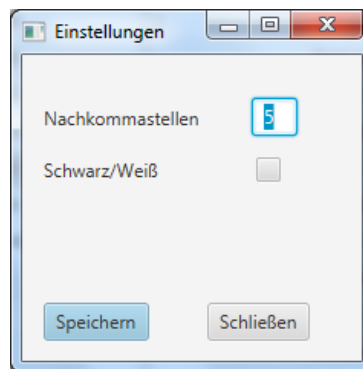 Einstellungen
Nachkommastellen 5
Schwarz/Weiß
Speichern Schließen